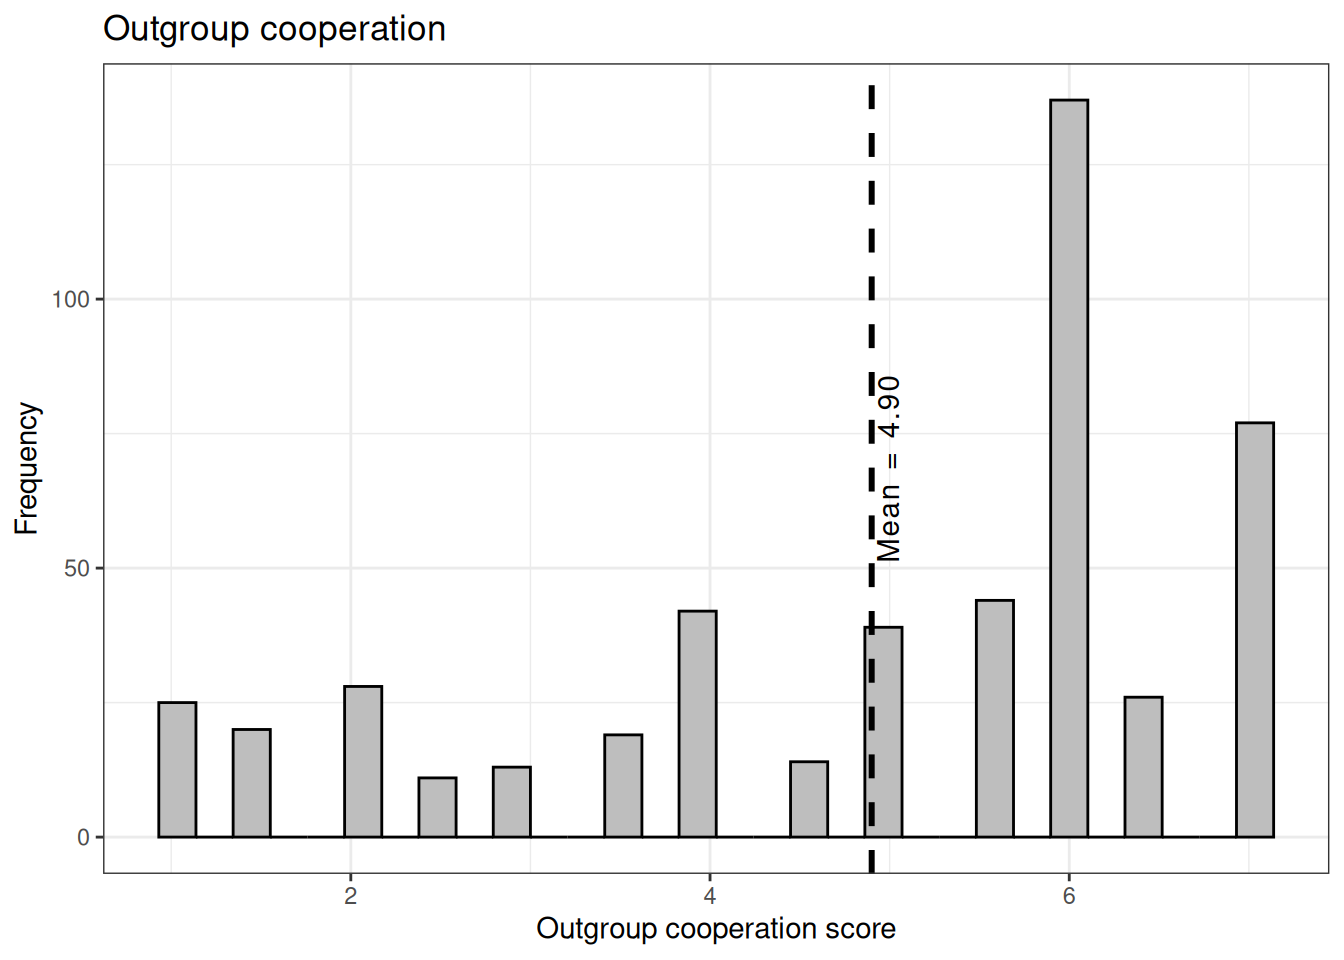 Outgroup cooperation
Frequency
100
50
0
Mean = 4.90
2
4
6
Outgroup cooperation score